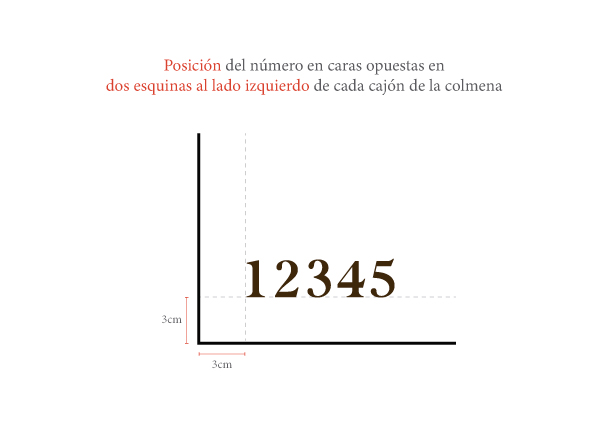 Posición del número en caras opuestas en
dos esquinas al lado izquierdo de cada cajón de la colmena
12345
3cm
3cm